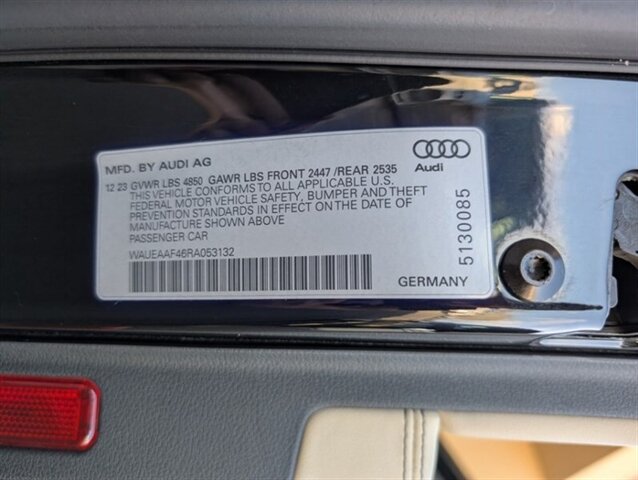 MFD. BY AUDI AG
Audi
12 23 GVWR LBS 4850 GAWR LBS FRONT 2447 /REAR 2535
THIS VEHICLE CONFORMS TO ALL APPLICABLE U.S.
FEDERAL MOTOR VEHICLE SAFETY, BUMPER AND THEFT
PREVENTION STANDARDS IN EFFECT ON THE DATE OF
MANUFACTURE SHOWN ABOVE
PASSENGER CAR
WAUEAAF46RA053132
GERMANY
5130085